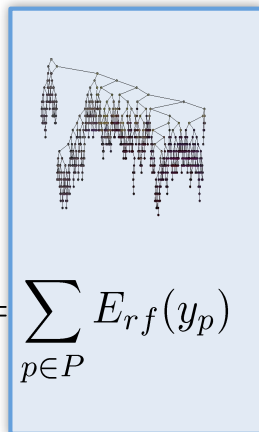 = ∑_{p∈P} E_{rf}(y_p)